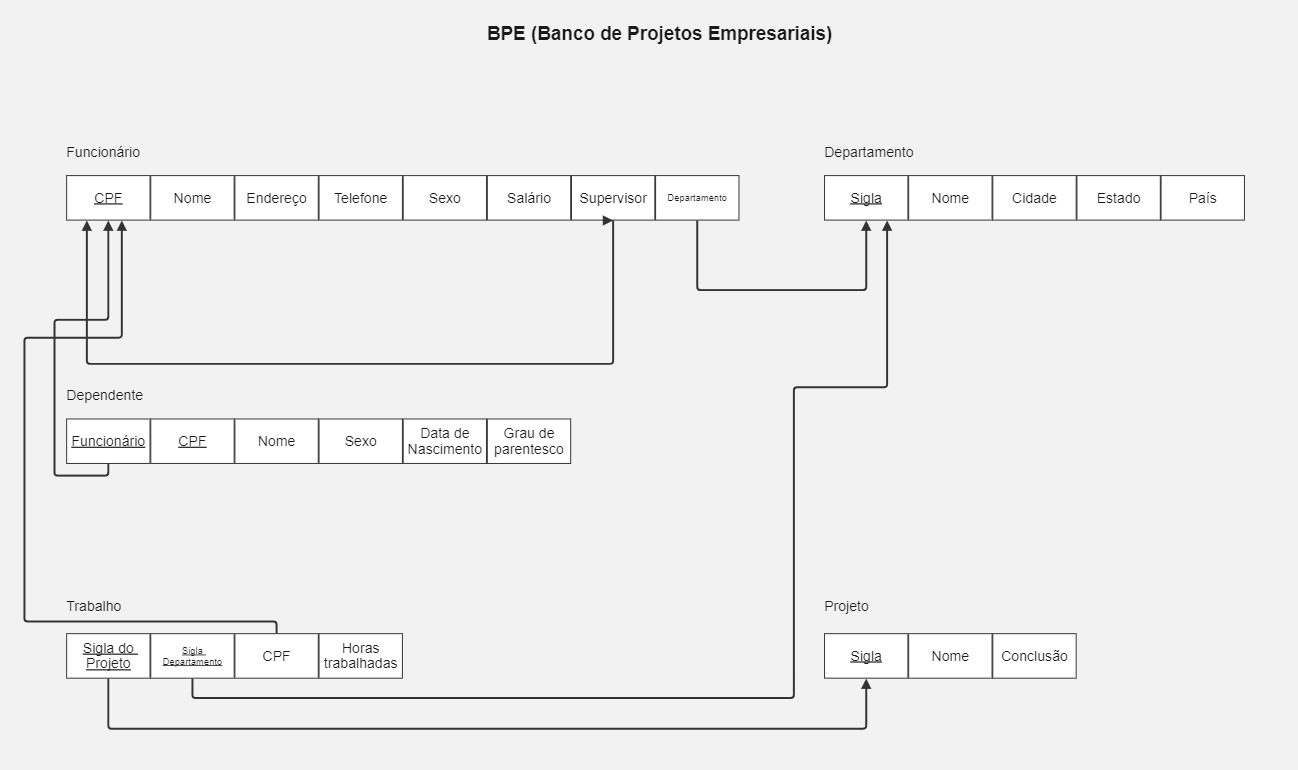 BPE (Banco de Projetos Empresariais)
Funcionário
CPF Nome Endereço Telefone Sexo Salário Supervisor Departamento
Departamento
Sigla Nome Cidade Estado País
Dependente
Funcionário CPF Nome Sexo Data de Nascimento Grau de parentesco
Trabalho
Sigla do Projeto Sigla Departamento CPF Horas trabalhadas
Projeto
Sigla Nome Conclusão